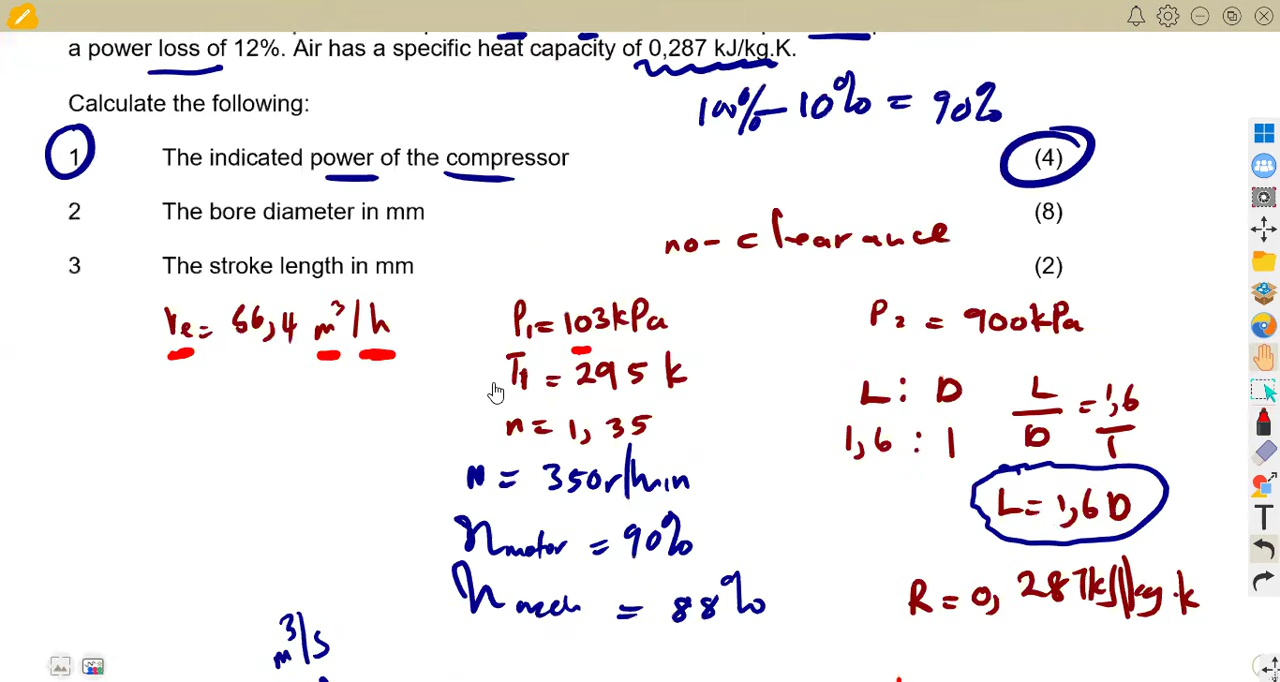 a power loss of 12%. Air has a specific heat capacity of 0,287 kJ/kg.K.
Calculate the following:
100% - 10% = 90%
1 The indicated power of the compressor (4)
2 The bore diameter in mm (8)
no-clearance
3 The stroke length in mm (2)
Ve = 66,4 m³/h
P₁ = 103kPa
P₂ = 900kPa
T₁ = 295 k
L : D
1,6 : 1
L/D = 1,6/1
n = 1,35
N = 350r/min
L = 1,6 D
η motor = 90%
η mech = 88%
R = 0,287kJ/kg.k
m³/s
T